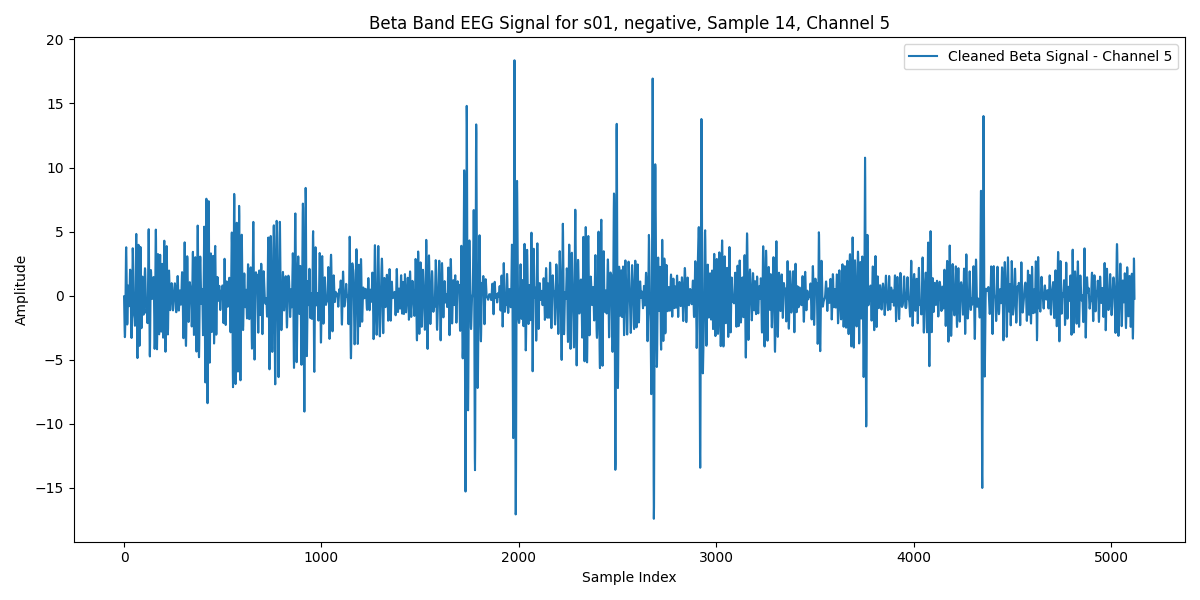 Beta Band EEG Signal for s01, negative, Sample 14, Channel 5
Cleaned Beta Signal - Channel 5
20
15
10
5
0
−5
−10
−15
Amplitude
0 1000 2000 3000 4000 5000
Sample Index